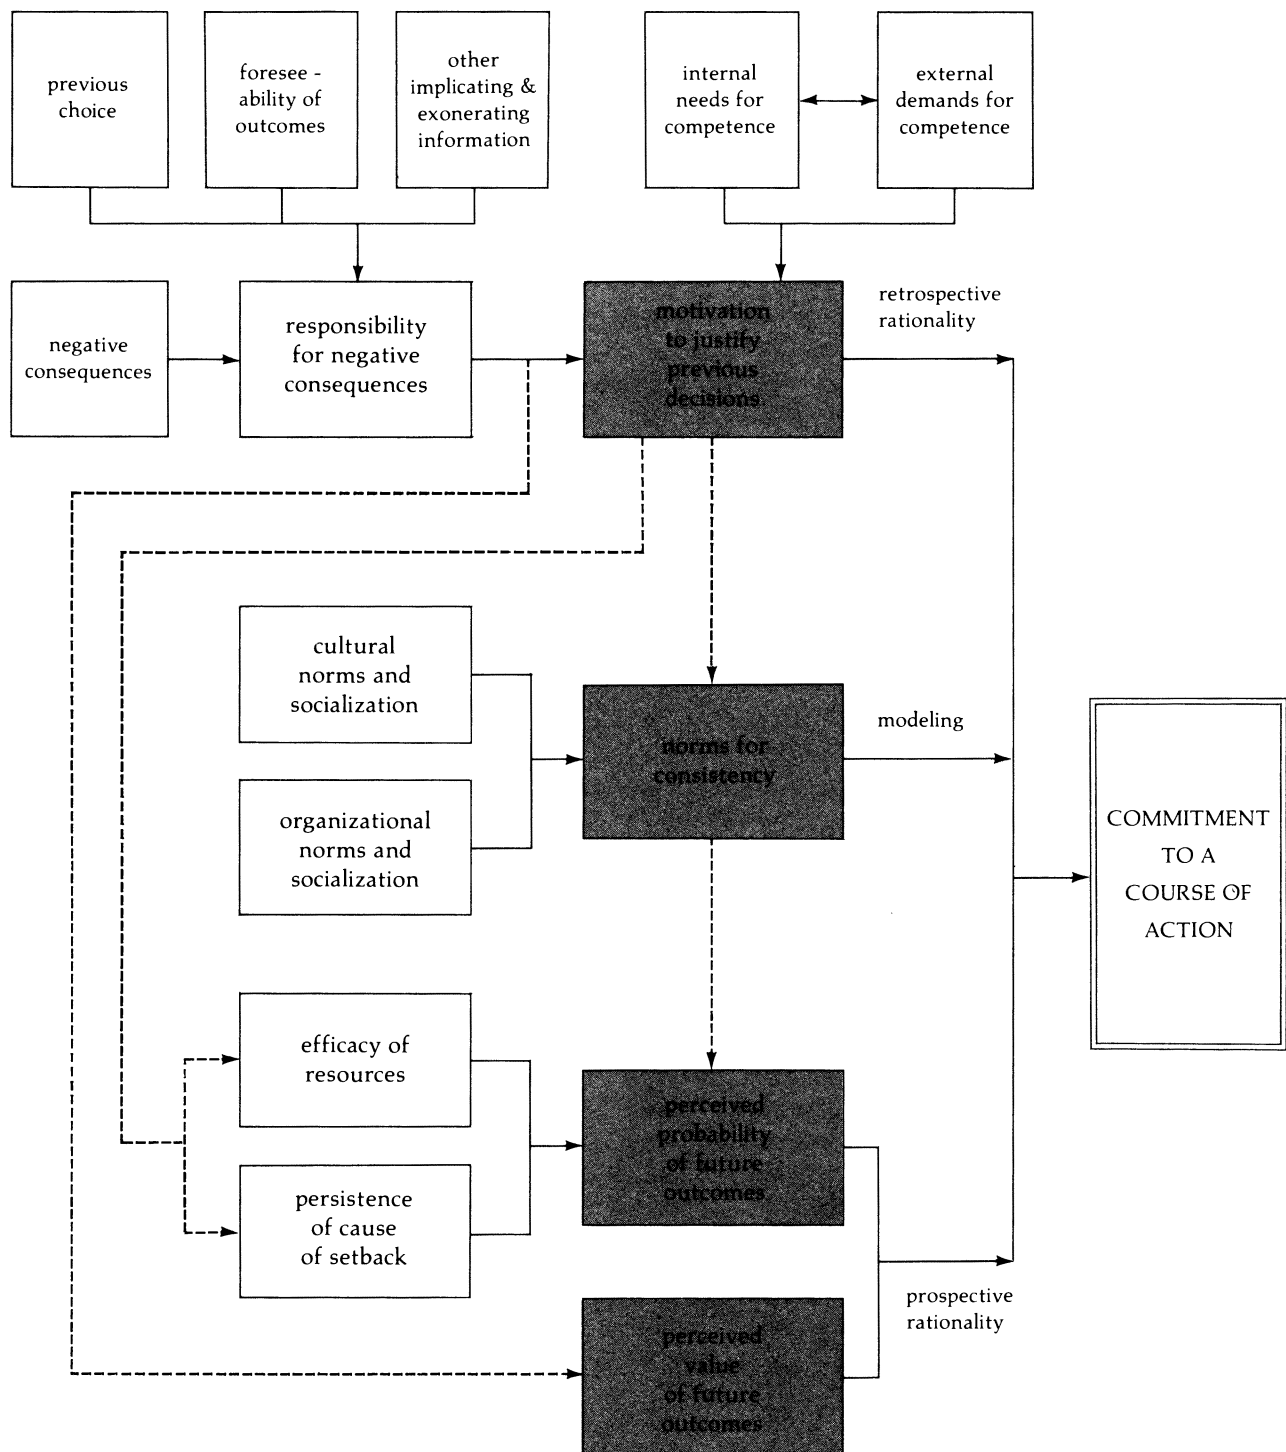 previous
choice
foresee -
ability of
outcomes
other
implicating &
exonerating
information
internal
needs for
competence
external
demands for
competence
negative
consequences
responsibility
for negative
consequences
motivation
to justify
previous
decisions
retrospective
rationality
cultural
norms and
socialization
organizational
norms and
socialization
norms for
consistency
modeling
COMMITMENT
TO A
COURSE OF
ACTION
efficacy of
resources
persistence
of cause
of setback
perceived
probability
of future
outcomes
prospective
rationality
perceived
value
of future
outcomes